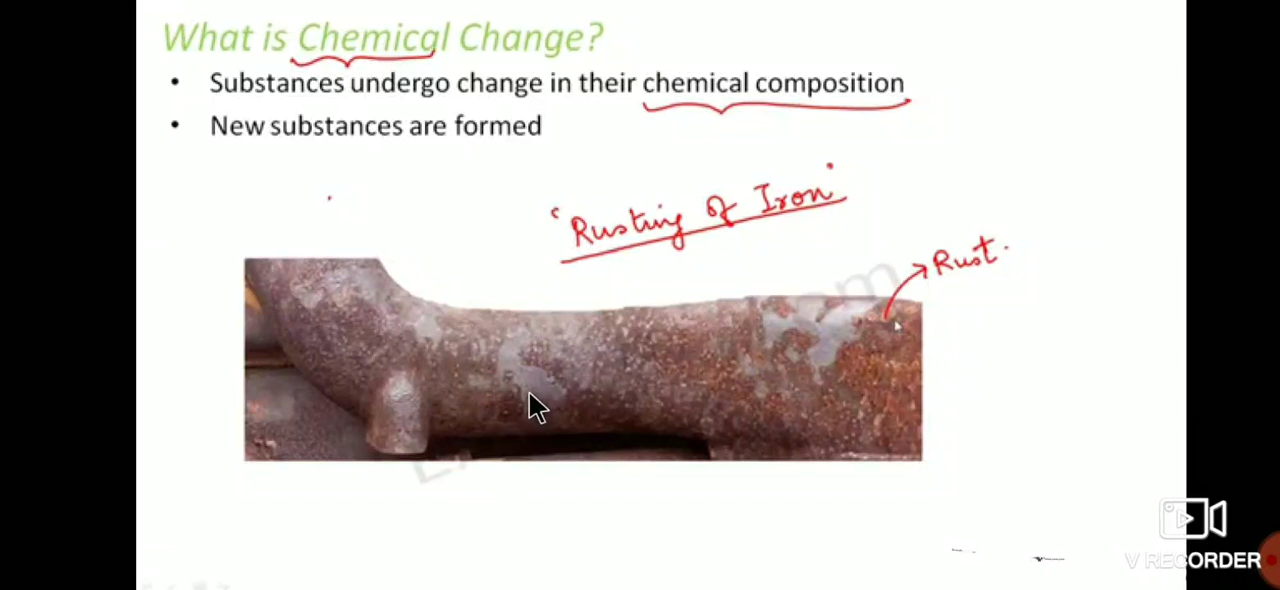 What is Chemical Change?
• Substances undergo change in their chemical composition
• New substances are formed
"Rusting of Iron"
Rust.
V RECORDER